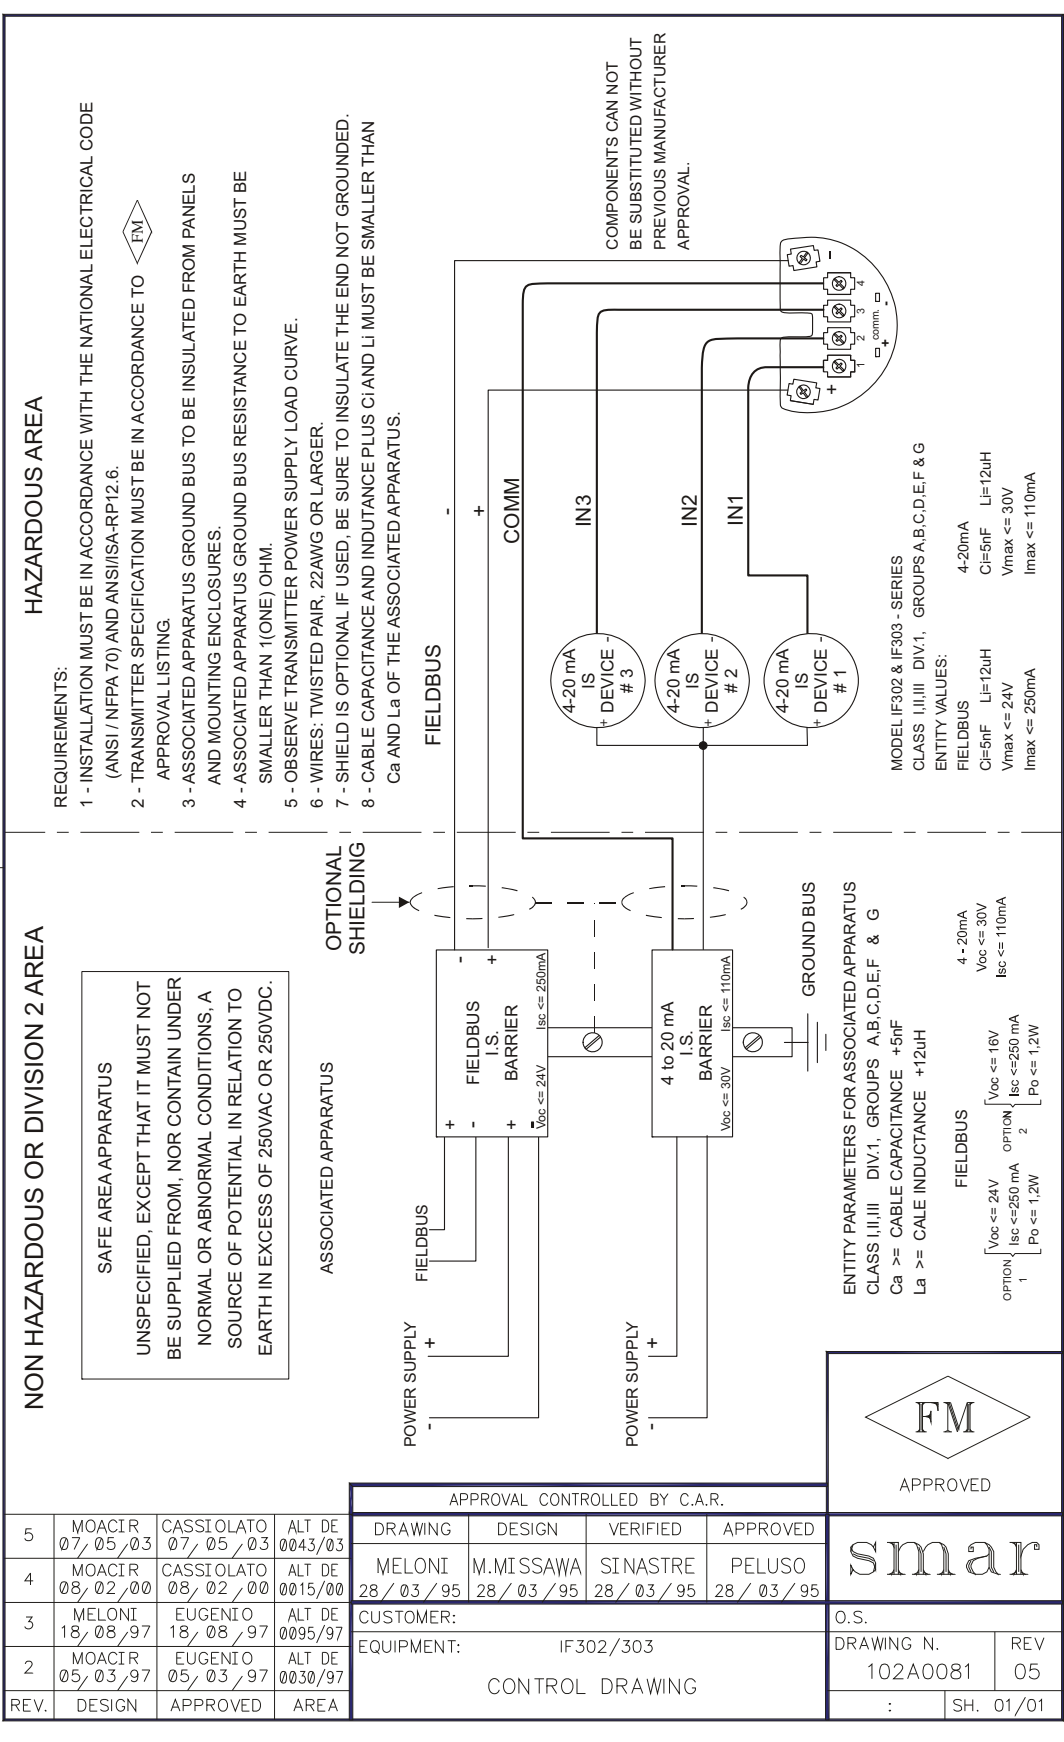 HAZARDOUS AREA
REQUIREMENTS:
1 - INSTALLATION MUST BE IN ACCORDANCE WITH THE NATIONAL ELECTRICAL CODE
(ANSI / NFPA 70) AND ANSI/ISA-RP12.6.
2 - TRANSMITTER SPECIFICATION MUST BE IN ACCORDANCE TO FM
APPROVAL LISTING.
3 - ASSOCIATED APPARATUS GROUND BUS TO BE INSULATED FROM PANELS
AND MOUNTING ENCLOSURES.
4 - ASSOCIATED APPARATUS GROUND BUS RESISTANCE TO EARTH MUST BE
SMALLER THAN 1(ONE) OHM.
5 - OBSERVE TRANSMITTER POWER SUPPLY LOAD CURVE.
6 - WIRES: TWISTED PAIR, 22AWG OR LARGER.
7 - SHIELD IS OPTIONAL IF USED, BE SURE TO INSULATE THE END NOT GROUNDED.
8 - CABLE CAPACITANCE AND INDUTANCE PLUS Ci AND Li MUST BE SMALLER THAN
Ca AND La OF THE ASSOCIATED APPARATUS.
COMPONENTS CAN NOT
BE SUBSTITUTED WITHOUT
PREVIOUS MANUFACTURER
APPROVAL.
FIELDBUS
-
+
COMM
IN3
IN2
IN1
4-20 mA
IS
+ DEVICE -
# 3
4-20 mA
IS
+ DEVICE -
# 2
4-20 mA
IS
+ DEVICE -
# 1
-
4
3
2
1
+
- comm. +
MODEL IF302 & IF303 - SERIES
CLASS I,II,III DIV.1, GROUPS A,B,C,D,E,F & G
ENTITY VALUES:
FIELDBUS 4-20mA
Ci=5nF Li=12uH Ci=5nF Li=12uH
Vmax <= 24V Vmax <= 30V
Imax <= 250mA Imax <= 110mA
NON HAZARDOUS OR DIVISION 2 AREA
SAFE AREA APPARATUS
UNSPECIFIED, EXCEPT THAT IT MUST NOT
BE SUPPLIED FROM, NOR CONTAIN UNDER
NORMAL OR ABNORMAL CONDITIONS, A
SOURCE OF POTENTIAL IN RELATION TO
EARTH IN EXCESS OF 250VAC OR 250VDC.
ASSOCIATED APPARATUS
OPTIONAL
SHIELDING
FIELDBUS
POWER SUPPLY
- +
+ - + -
FIELDBUS
I.S.
BARRIER
- +
Voc <= 24V Isc <= 250mA
POWER SUPPLY
- +
4 to 20 mA
I.S.
BARRIER
Voc <= 30V Isc <= 110mA
GROUND BUS
ENTITY PARAMETERS FOR ASSOCIATED APPARATUS
CLASS I,II,III DIV.1, GROUPS A,B,C,D,E,F & G
Ca >= CABLE CAPACITANCE +5nF
La >= CALE INDUCTANCE +12uH
FIELDBUS 4 - 20mA
Voc <= 30V
Isc <= 110mA
OPTION 1
Voc <= 24V
Isc <=250 mA
Po <= 1,2W
OPTION 2
Voc <= 16V
Isc <=250 mA
Po <= 1,2W
FM
APPROVED
APPROVAL CONTROLLED BY C.A.R.
DRAWING DESIGN VERIFIED APPROVED
MELONI M.MISSAWA SINASTRE PELUSO
28 / 03 / 95 28 / 03 / 95 28 / 03 / 95 28 / 03 / 95
smar
5 MOACIR 07/05/03 CASSIOLATO 07/05/03 ALT DE 0043/03
4 MOACIR 08/02/00 CASSIOLATO 08/02/00 ALT DE 0015/00
3 MELONI 18/08/97 EUGENIO 18/08/97 ALT DE 0095/97
2 MOACIR 05/03/97 EUGENIO 05/03/97 ALT DE 0030/97
REV. DESIGN APPROVED AREA
CUSTOMER:
EQUIPMENT: IF302/303
CONTROL DRAWING
O.S.
DRAWING N. REV
102A0081 05
: SH. 01/01